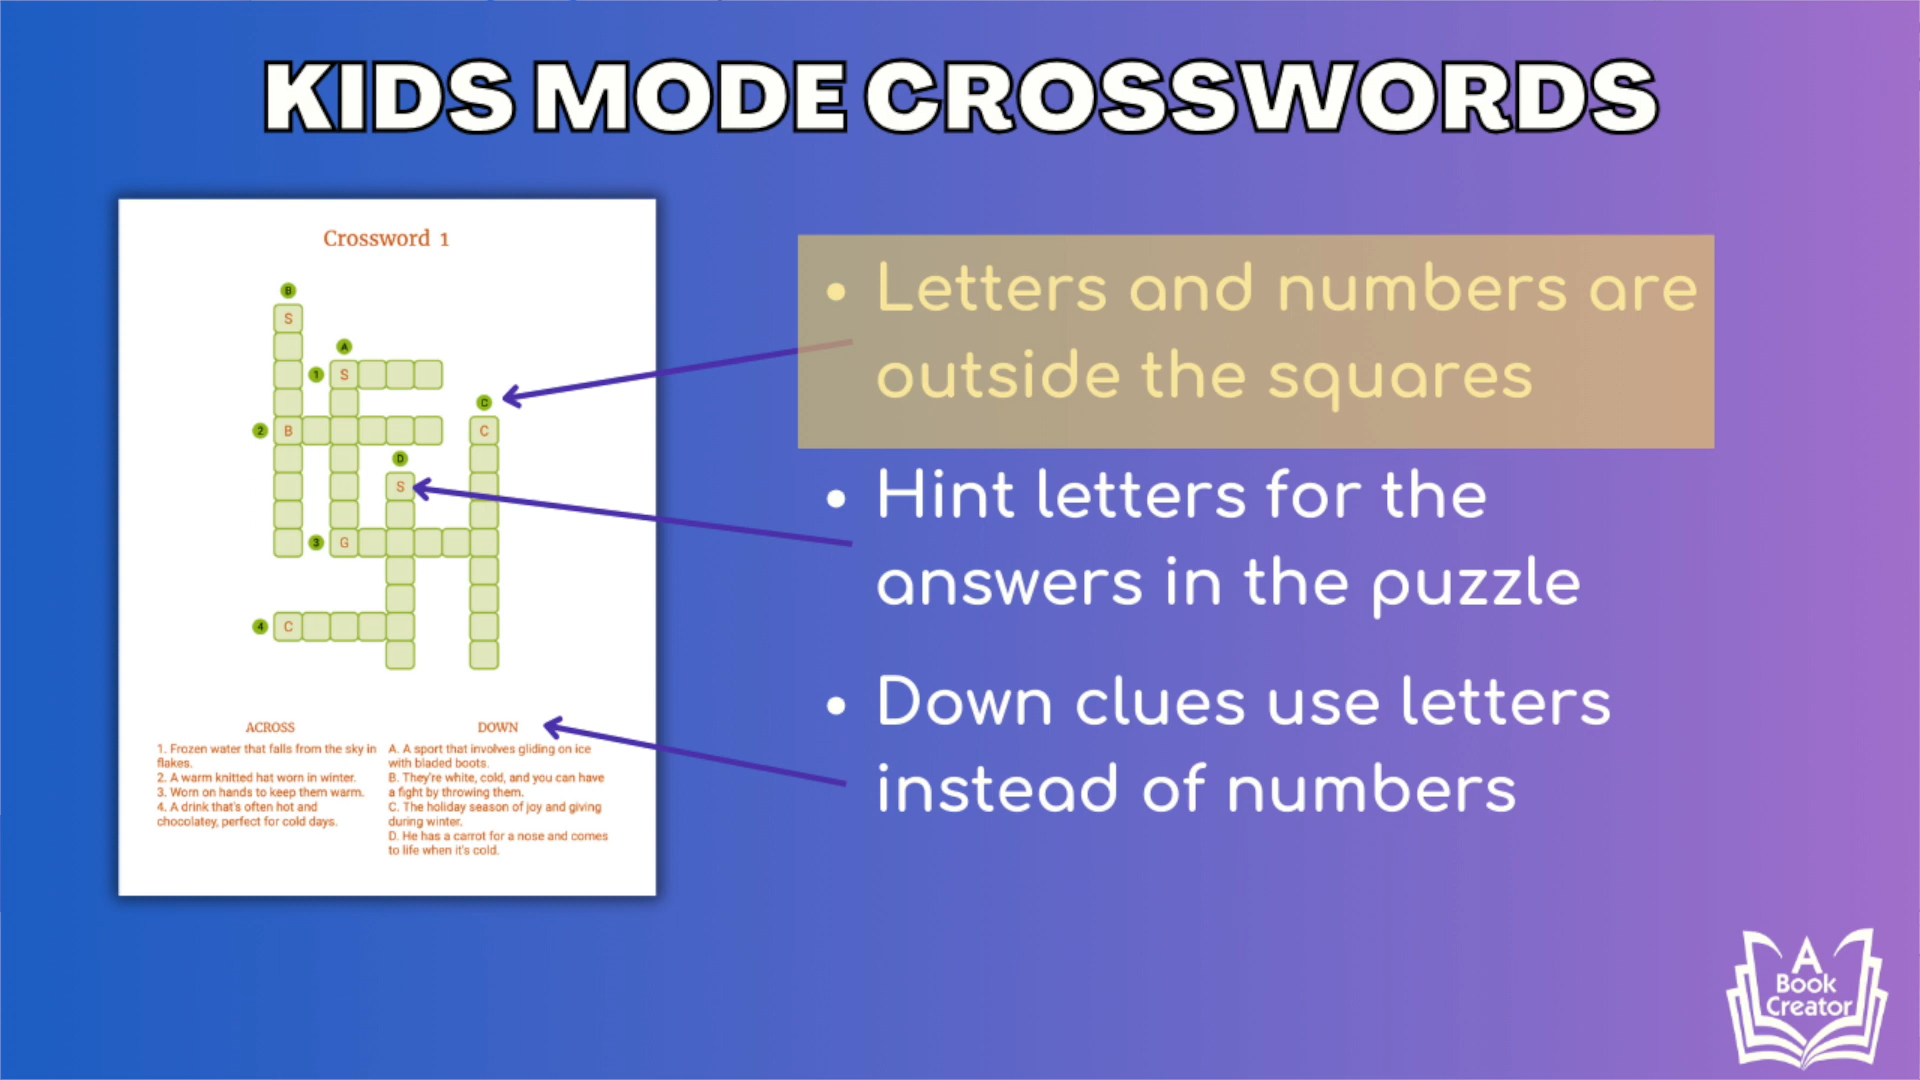 KIDS MODE CROSSWORDS
Crossword 1
B
S
A
1 S
C
2 B C
D
S
3 G
4 C
ACROSS
1. Frozen water that falls from the sky in
flakes.
2. A warm knitted hat worn in winter.
3. Worn on hands to keep them warm.
4. A drink that's often hot and
chocolatey, perfect for cold days.
DOWN
A. A sport that involves gliding on ice
with bladed boots.
B. They're white, cold, and you can have
a fight by throwing them.
C. The holiday season of joy and giving
during winter.
D. He has a carrot for a nose and comes
to life when it's cold.
• Letters and numbers are
outside the squares
• Hint letters for the
answers in the puzzle
• Down clues use letters
instead of numbers
A
Book
Creator